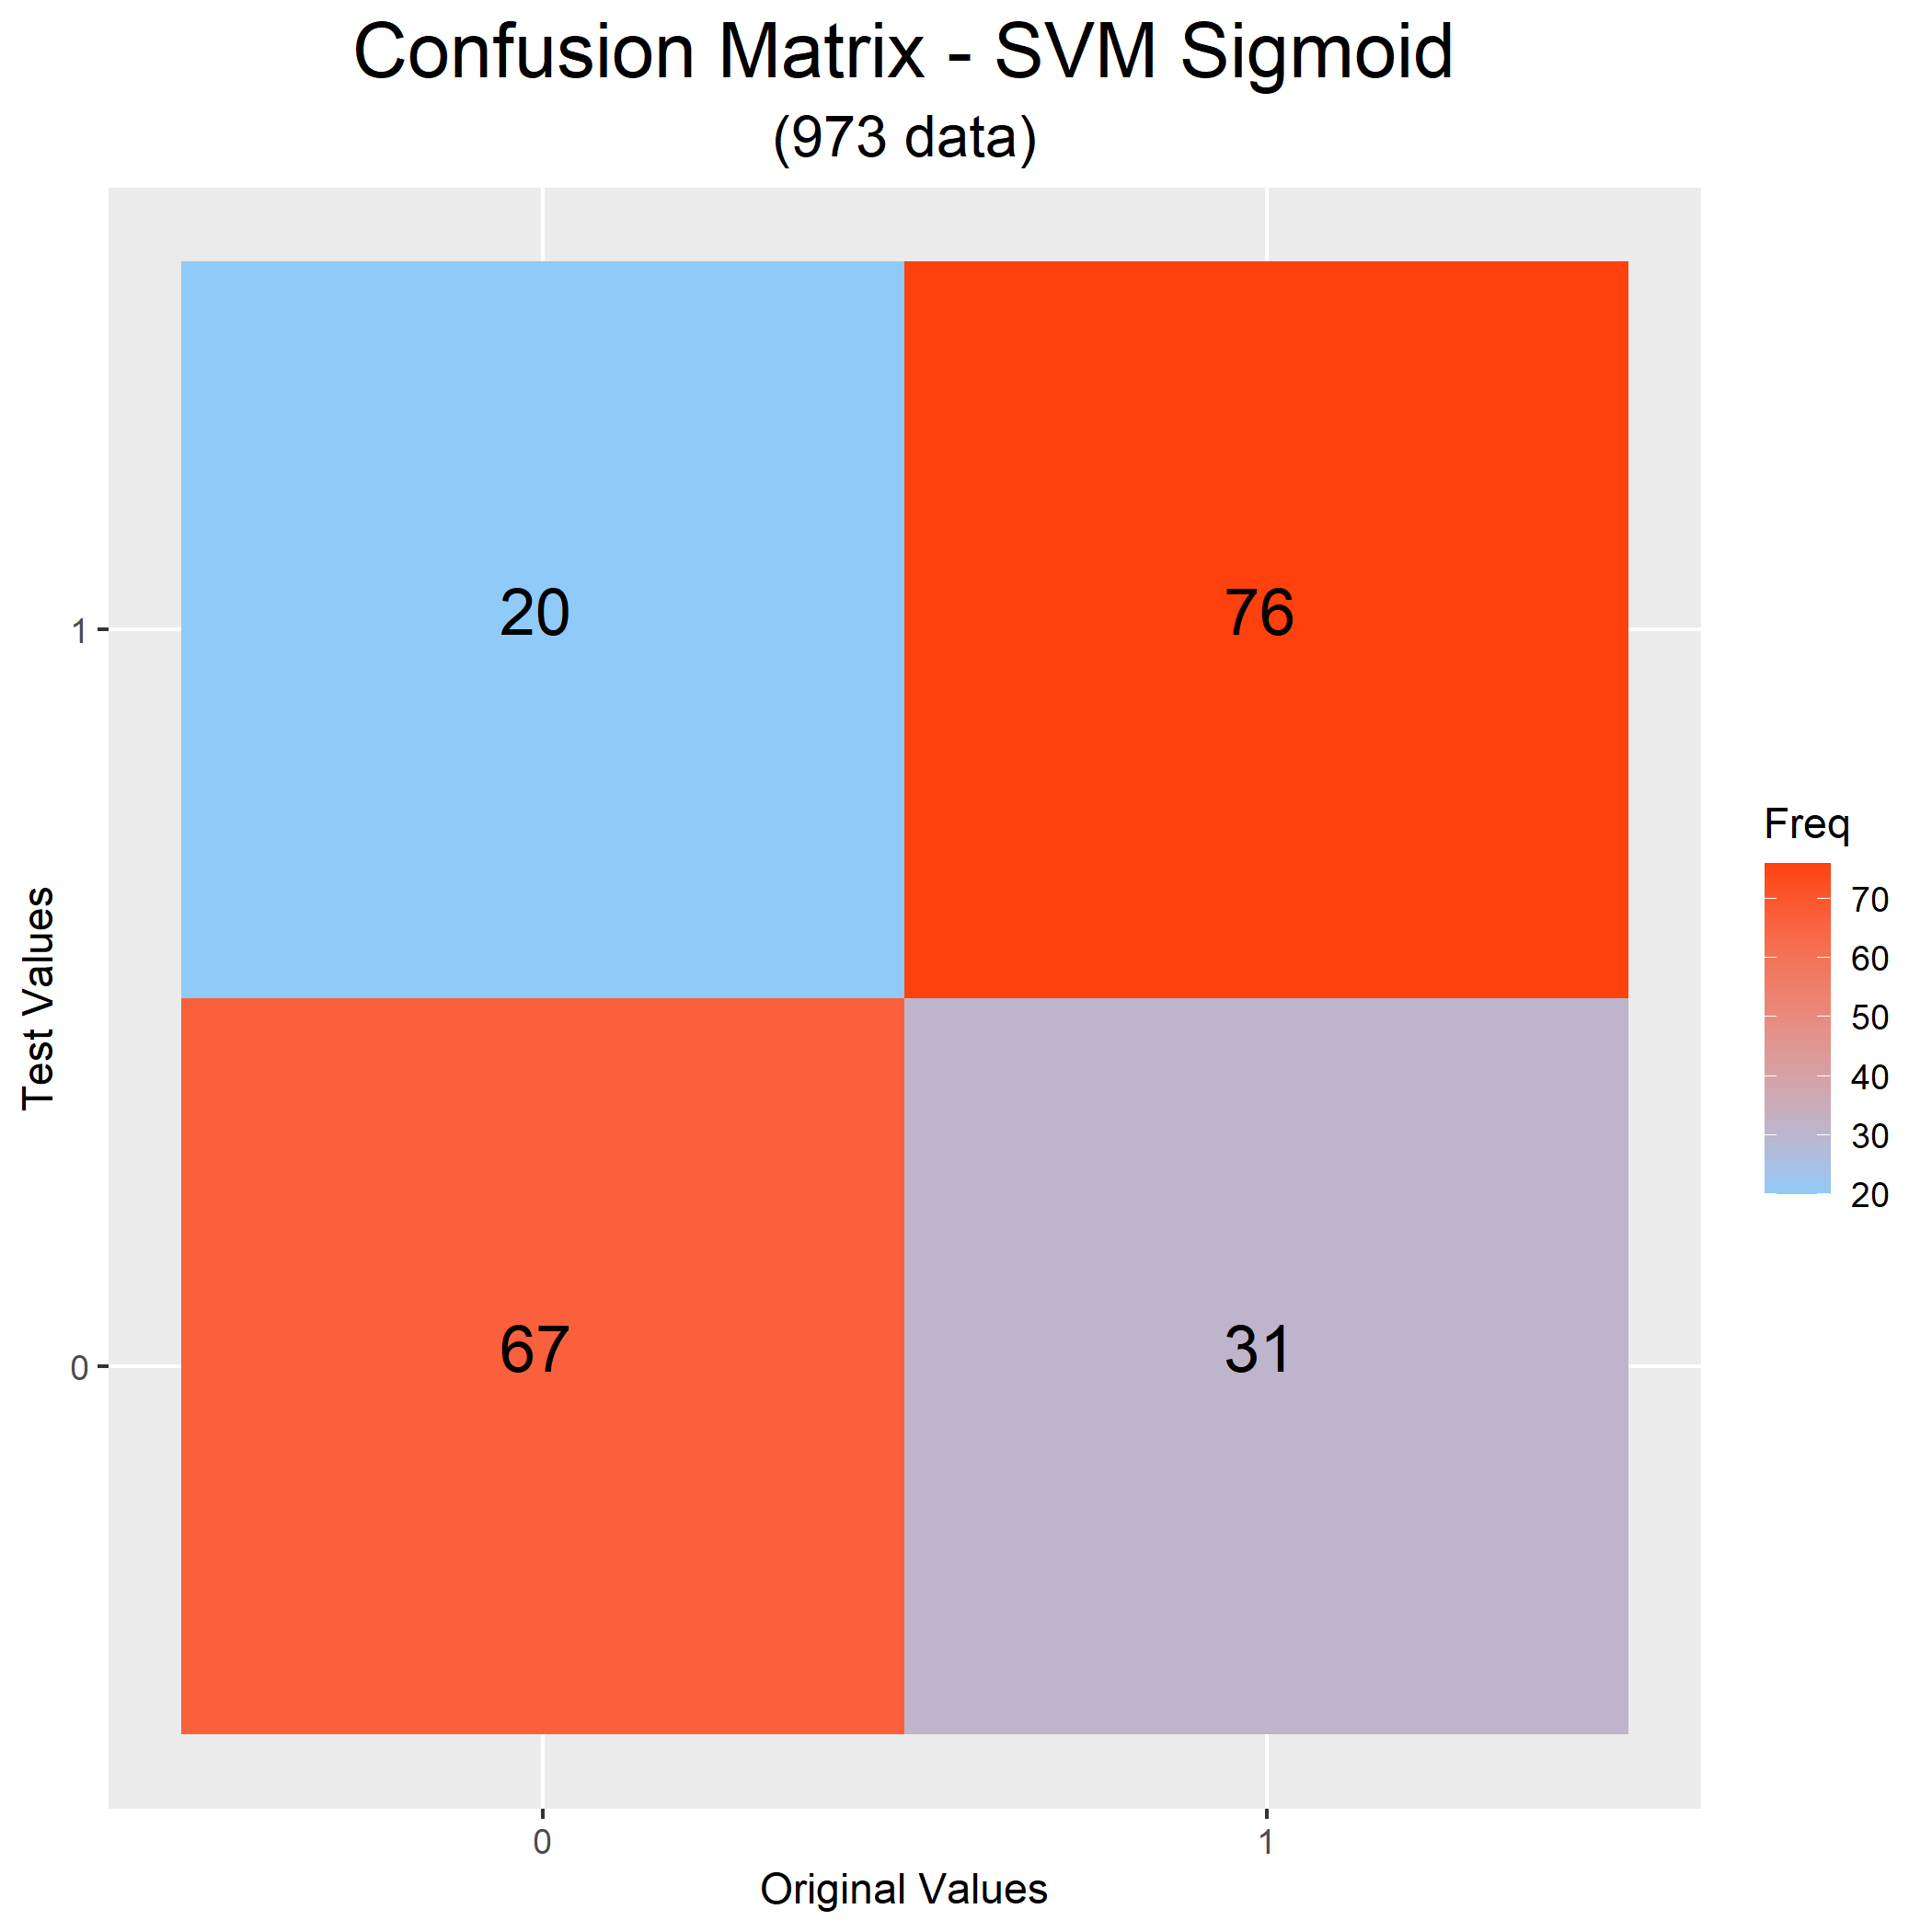 Confusion Matrix - SVM Sigmoid
(973 data)
20 76
1
67 31
0
0 1
Test Values
Original Values
Freq
70
60
50
40
30
20